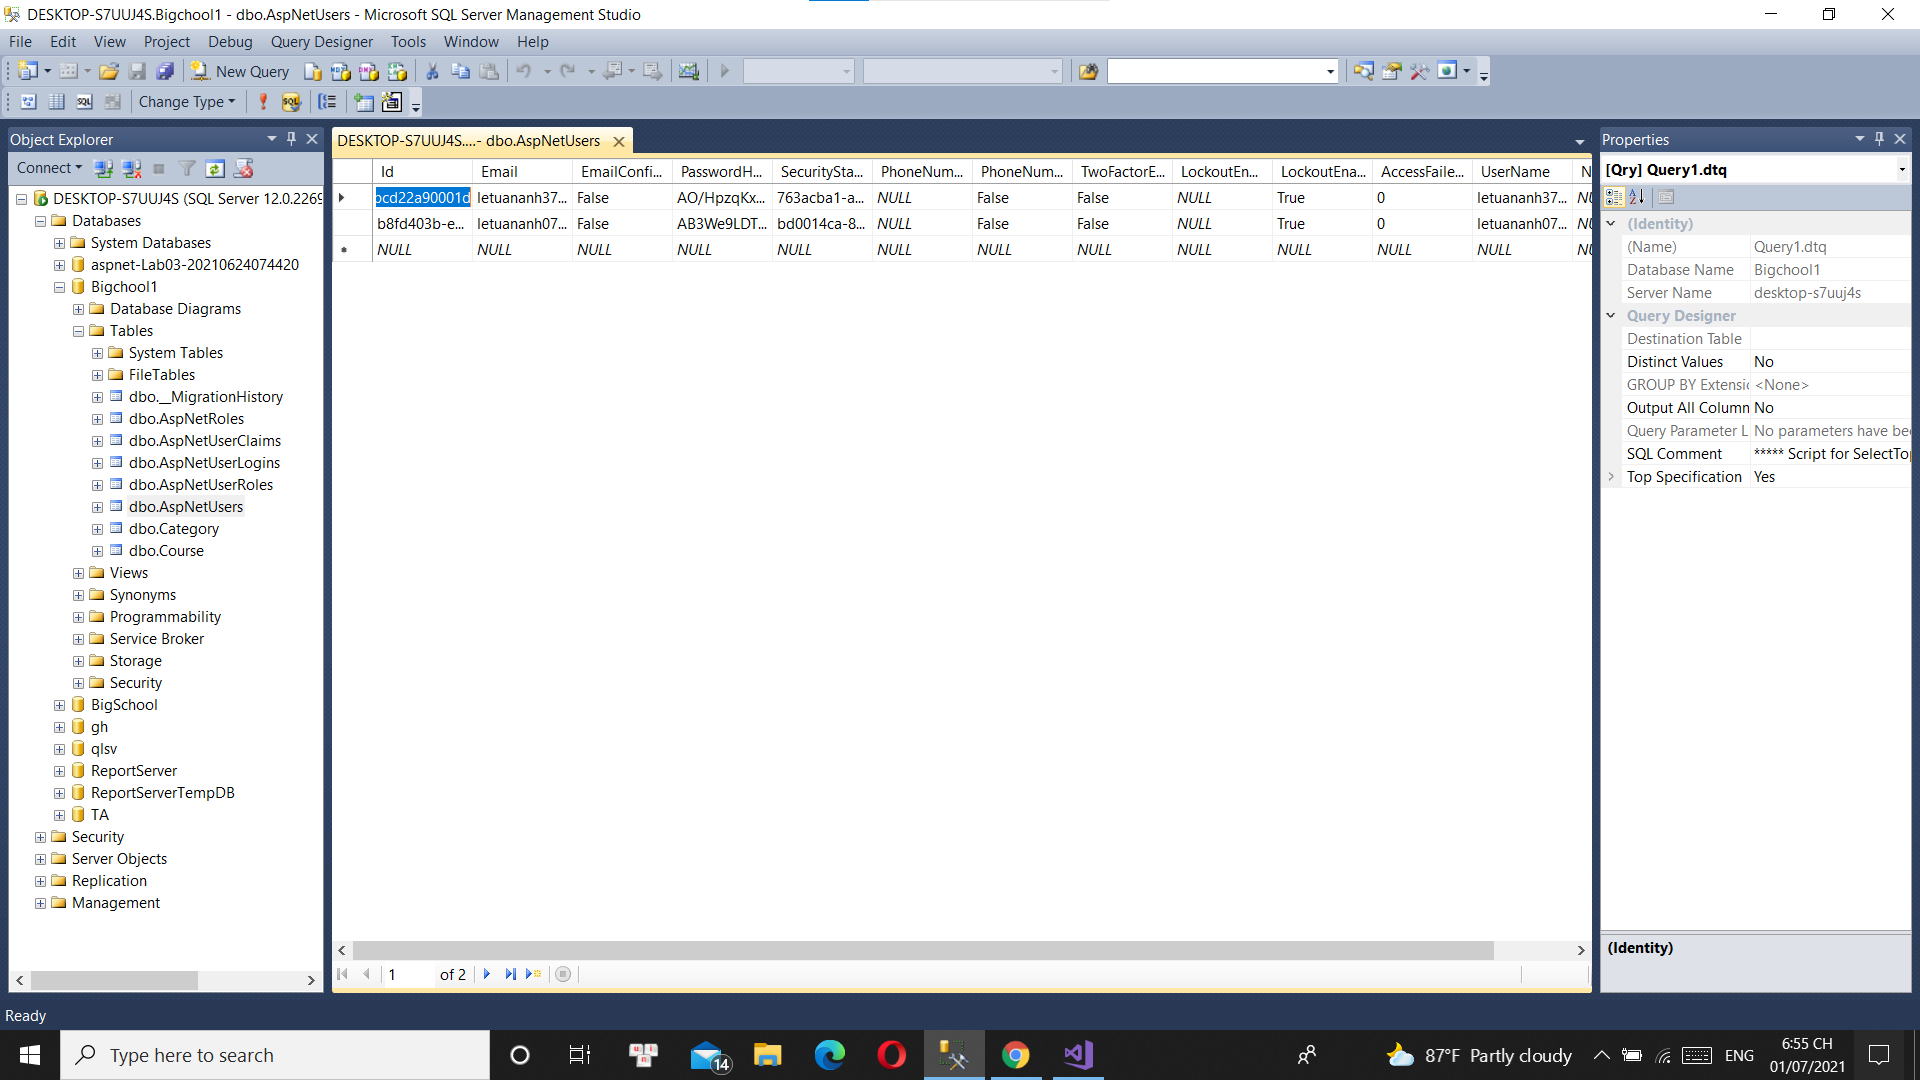 DESKTOP-S7UUJ4S.Bigchool1 - dbo.AspNetUsers - Microsoft SQL Server Management Studio
File Edit View Project Debug Query Designer Tools Window Help
New Query
Change Type
Object Explorer
Connect
DESKTOP-S7UUJ4S (SQL Server 12.0.2269
Databases
System Databases
aspnet-Lab03-20210624074420
Bigchool1
Database Diagrams
Tables
System Tables
FileTables
dbo.__MigrationHistory
dbo.AspNetRoles
dbo.AspNetUserClaims
dbo.AspNetUserLogins
dbo.AspNetUserRoles
dbo.AspNetUsers
dbo.Category
dbo.Course
Views
Synonyms
Programmability
Service Broker
Storage
Security
BigSchool
gh
qlsv
ReportServer
ReportServerTempDB
TA
Security
Server Objects
Replication
Management
DESKTOP-S7UUJ4S....- dbo.AspNetUsers
Id Email EmailConfi... PasswordH... SecuritySta... PhoneNum... PhoneNum... TwoFactorE... LockoutEn... LockoutEna... AccessFaile... UserName N
bcd22a90001d letuananh37... False AO/HpzqKx... 763acba1-a... NULL False False NULL True 0 letuananh37... NU
b8fd403b-e... letuananh07... False AB3We9LDT... bd0014ca-8... NULL False False NULL True 0 letuananh07... NU
NULL NULL NULL NULL NULL NULL NULL NULL NULL NULL NULL NULL NU
1 of 2
Properties
[Qry] Query1.dtq
(Identity)
(Name) Query1.dtq
Database Name Bigchool1
Server Name desktop-s7uuj4s
Query Designer
Destination Table
Distinct Values No
GROUP BY Extensic <None>
Output All Column No
Query Parameter L No parameters have bee
SQL Comment ***** Script for SelectTop
Top Specification Yes
(Identity)
Ready
Type here to search
14
87°F Partly cloudy
ENG
6:55 CH
01/07/2021